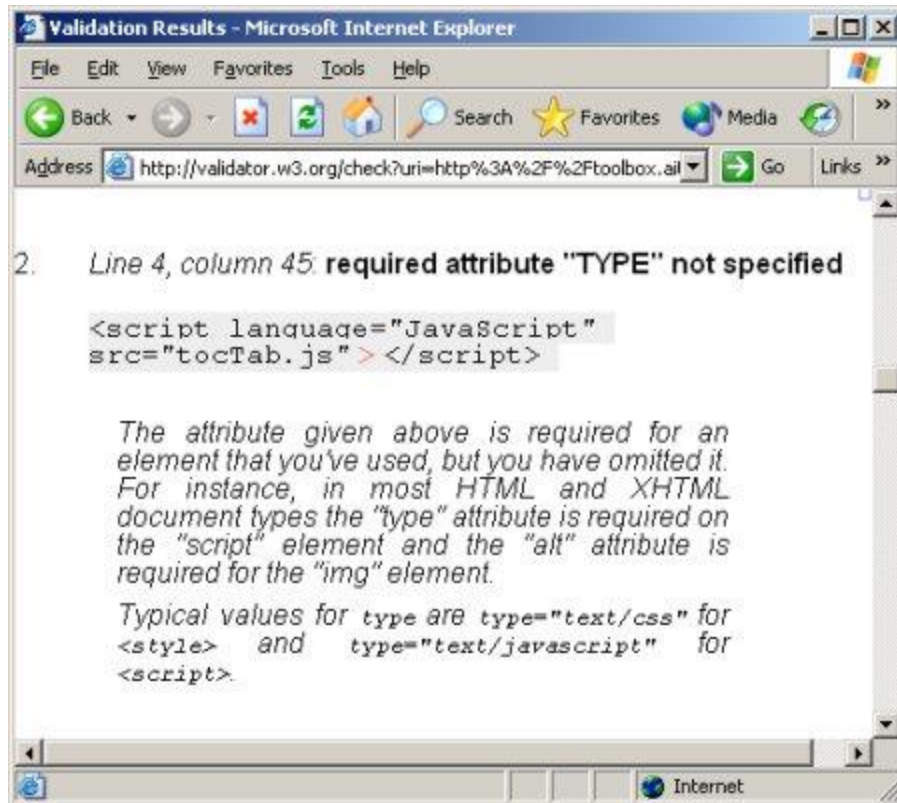 Validation Results - Microsoft Internet Explorer
File Edit View Favorites Tools Help
Back Search Favorites Media »
Address http://validator.w3.org/check?uri=http%3A%2F%2Ftoolbox.ail Go Links »
2. Line 4, column 45: required attribute "TYPE" not specified
<script language="JavaScript"
src="tocTab.js"></script>
The attribute given above is required for an
element that you've used, but you have omitted it.
For instance, in most HTML and XHTML
document types the "type" attribute is required on
the "script" element and the "alt" attribute is
required for the "img" element.
Typical values for type are type="text/css" for
<style> and type="text/javascript" for
<script>.
Internet